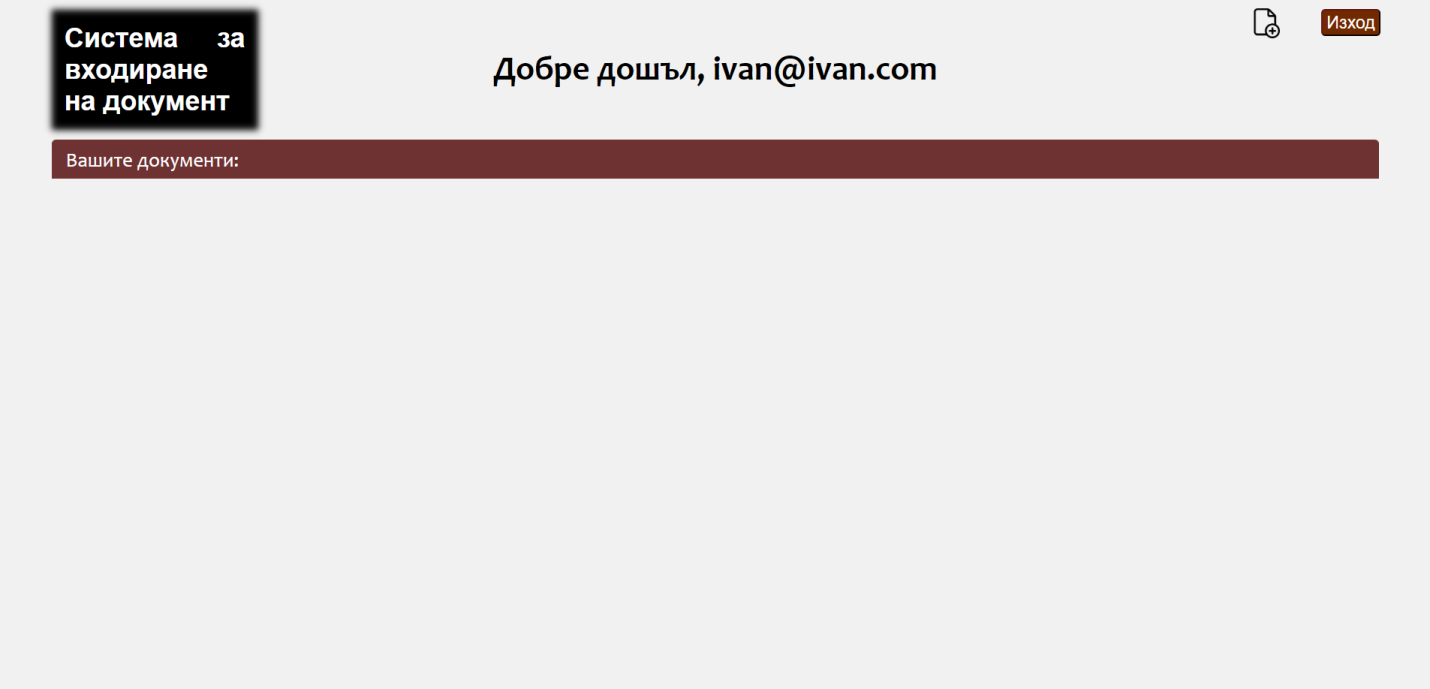 Система за
входиране
на документ
Изход
Добре дошъл, ivan@ivan.com
Вашите документи: